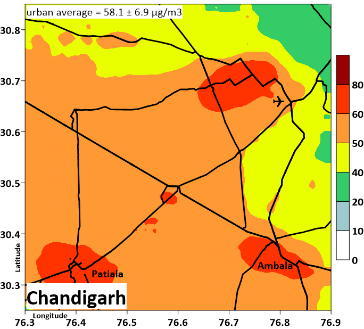 urban average = 58.1 ± 6.9 µg/m3
30.8
30.7
30.6
30.5
30.4
30.3
Latitude
80
60
50
40
20
10
0
Patiala
Ambala
Chandigarh
76.3 76.4 76.5 76.6 76.7 76.8 76.9
Longitude